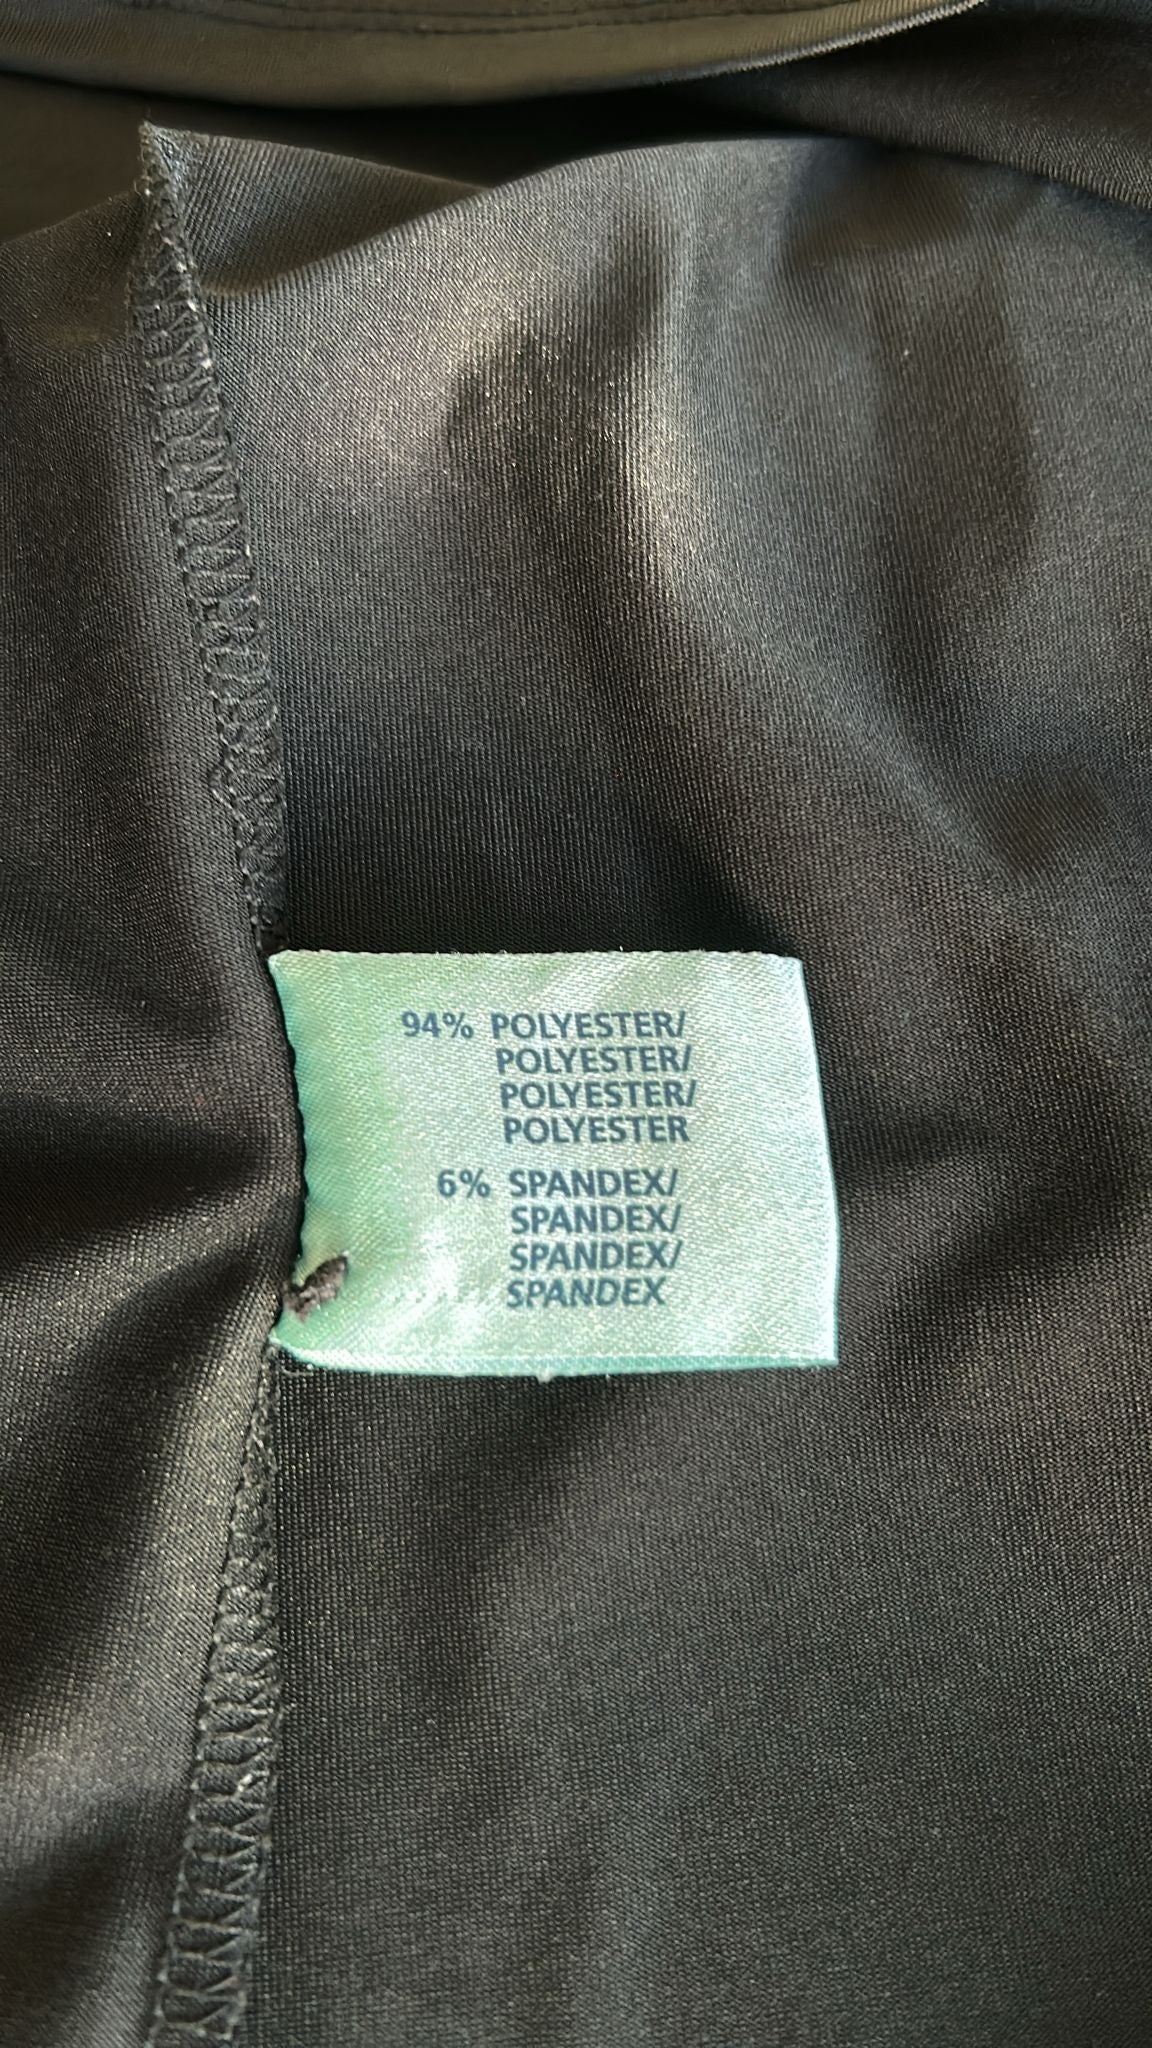 94% POLYESTER/
POLYESTER/
POLYESTER/
POLYESTER
6% SPANDEX/
SPANDEX/
SPANDEX/
SPANDEX